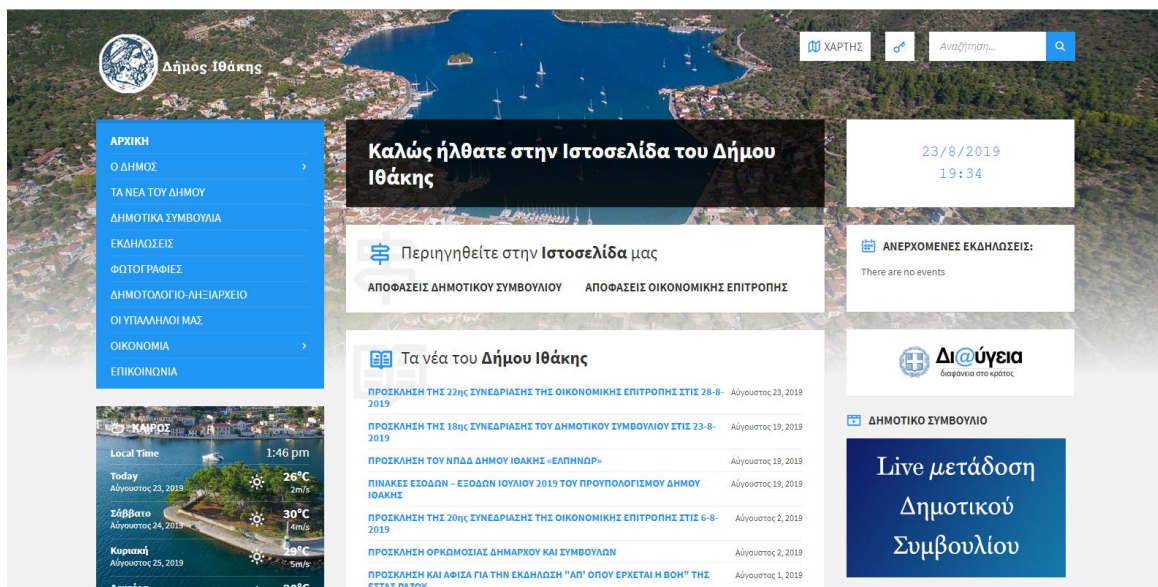 Δήμος Ιθάκης
ΧΑΡΤΗΣ
Αναζήτηση...
ΑΡΧΙΚΗ
Ο ΔΗΜΟΣ
ΤΑ ΝΕΑ ΤΟΥ ΔΗΜΟΥ
ΔΗΜΟΤΙΚΑ ΣΥΜΒΟΥΛΙΑ
ΕΚΔΗΛΩΣΕΙΣ
ΦΩΤΟΓΡΑΦΙΕΣ
ΔΗΜΟΤΟΛΟΓΙΟ-ΛΗΞΙΑΡΧΕΙΟ
ΟΙ ΥΠΑΛΛΗΛΟΙ ΜΑΣ
ΟΙΚΟΝΟΜΙΑ
ΕΠΙΚΟΙΝΩΝΙΑ
ΚΑΙΡΟΣ
Local Time 1:46 pm
Today 26°C
Αύγουστος 23, 2019 2m/s
Σάββατο 30°C
Αύγουστος 24, 2019 4m/s
Κυριακή 29°C
Αύγουστος 25, 2019 5m/s
Καλώς ήλθατε στην Ιστοσελίδα του Δήμου
Ιθάκης
Περιηγηθείτε στην Ιστοσελίδα μας
ΑΠΟΦΑΣΕΙΣ ΔΗΜΟΤΙΚΟΥ ΣΥΜΒΟΥΛΙΟΥ ΑΠΟΦΑΣΕΙΣ ΟΙΚΟΝΟΜΙΚΗΣ ΕΠΙΤΡΟΠΗΣ
Τα νέα του Δήμου Ιθάκης
ΠΡΟΣΚΛΗΣΗ ΤΗΣ 22ης ΣΥΝΕΔΡΙΑΣΗΣ ΤΗΣ ΟΙΚΟΝΟΜΙΚΗΣ ΕΠΙΤΡΟΠΗΣ ΣΤΙΣ 28-8- Αύγουστος 23, 2019
2019
ΠΡΟΣΚΛΗΣΗ ΤΗΣ 18ης ΣΥΝΕΔΡΙΑΣΗΣ ΤΟΥ ΔΗΜΟΤΙΚΟΥ ΣΥΜΒΟΥΛΙΟΥ ΣΤΙΣ 23-8- Αύγουστος 19, 2019
2019
ΠΡΟΣΚΛΗΣΗ ΤΟΥ ΝΠΔΔ ΔΗΜΟΥ ΙΘΑΚΗΣ «ΕΛΠΗΝΩΡ» Αύγουστος 19, 2019
ΠΙΝΑΚΕΣ ΕΣΟΔΩΝ – ΕΞΟΔΩΝ ΙΟΥΛΙΟΥ 2019 ΤΟΥ ΠΡΟΥΠΟΛΟΓΙΣΜΟΥ ΔΗΜΟΥ Αύγουστος 19, 2019
ΙΘΑΚΗΣ
ΠΡΟΣΚΛΗΣΗ ΤΗΣ 20ης ΣΥΝΕΔΡΙΑΣΗΣ ΤΗΣ ΟΙΚΟΝΟΜΙΚΗΣ ΕΠΙΤΡΟΠΗΣ ΣΤΙΣ 6-8- Αύγουστος 2, 2019
2019
ΠΡΟΣΚΛΗΣΗ ΟΡΚΩΜΟΣΙΑΣ ΔΗΜΑΡΧΟΥ ΚΑΙ ΣΥΜΒΟΥΛΩΝ Αύγουστος 2, 2019
ΠΡΟΣΚΛΗΣΗ ΚΑΙ ΑΦΙΣΑ ΓΙΑ ΤΗΝ ΕΚΔΗΛΩΣΗ "ΑΠ' ΟΠΟΥ ΕΡΧΕΤΑΙ Η ΒΟΗ" ΤΗΣ Αύγουστος 1, 2019
23/8/2019
19:34
ΑΝΕΡΧΟΜΕΝΕΣ ΕΚΔΗΛΩΣΕΙΣ:
There are no events
Δι@ύγεια
διαφάνεια στο κράτος
ΔΗΜΟΤΙΚΟ ΣΥΜΒΟΥΛΙΟ
Live μετάδοση
Δημοτικού
Συμβουλίου